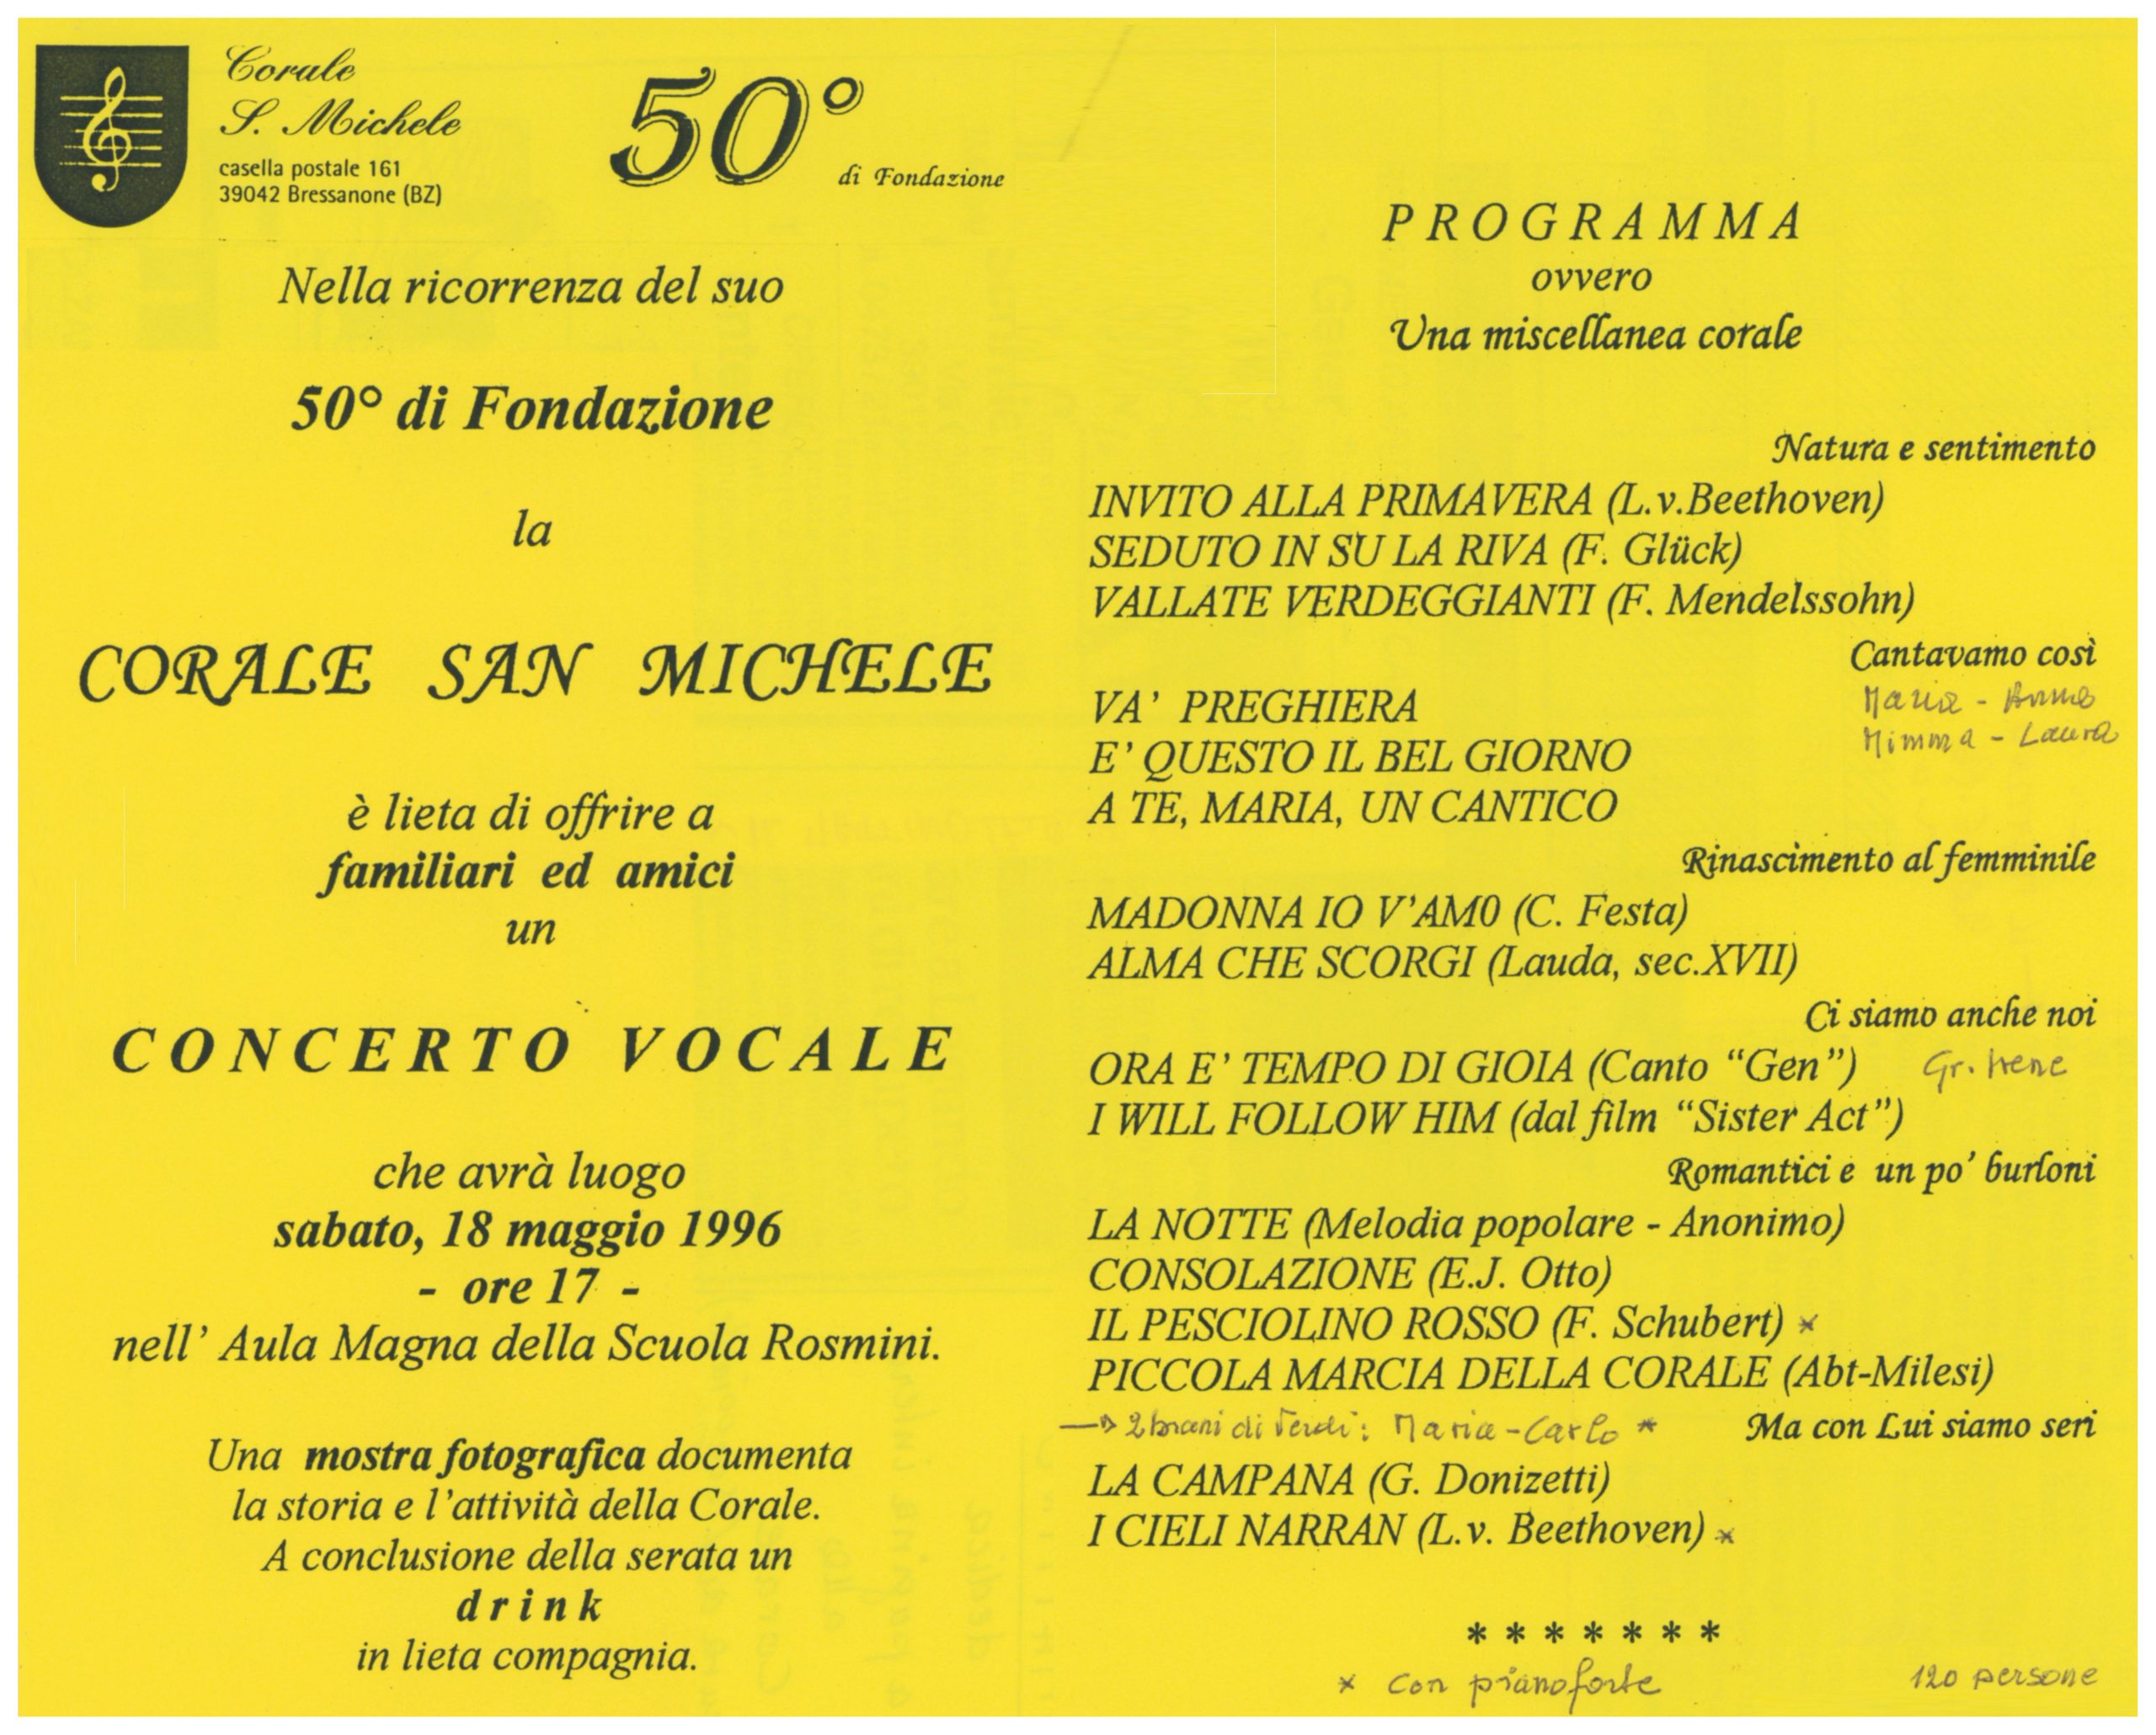 Corale
S. Michele
casella postale 161
39042 Bressanone (BZ)
50°
di Fondazione
Nella ricorrenza del suo
50° di Fondazione
la
CORALE SAN MICHELE
è lieta di offrire a
familiari ed amici
un
CONCERTO VOCALE
che avrà luogo
sabato, 18 maggio 1996
- ore 17 -
nell' Aula Magna della Scuola Rosmini.
Una mostra fotografica documenta
la storia e l'attività della Corale.
A conclusione della serata un
drink
in lieta compagnia.
PROGRAMMA
ovvero
Una miscellanea corale
Natura e sentimento
INVITO ALLA PRIMAVERA (L.v.Beethoven)
SEDUTO IN SU LA RIVA (F. Glück)
VALLATE VERDEGGIANTI (F. Mendelssohn)
Cantavamo così
Maria -
Mimma - Laura
VA' PREGHIERA
E' QUESTO IL BEL GIORNO
A TE, MARIA, UN CANTICO
Rinascimento al femminile
MADONNA IO V'AM0 (C. Festa)
ALMA CHE SCORGI (Lauda, sec.XVII)
Ci siamo anche noi
ORA E' TEMPO DI GIOIA (Canto “Gen”) Gr. Irene
I WILL FOLLOW HIM (dal film “Sister Act”)
Romantici e un po' burloni
LA NOTTE (Melodia popolare - Anonimo)
CONSOLAZIONE (E.J. Otto)
IL PESCIOLINO ROSSO (F. Schubert) *
PICCOLA MARCIA DELLA CORALE (Abt-Milesi)
→ 2 brani di Verdi: Maria - Carlo * Ma con Lui siamo seri
LA CAMPANA (G. Donizetti)
I CIELI NARRAN (L.v. Beethoven) *
* * * * * * *
* con pianoforte
120 persone